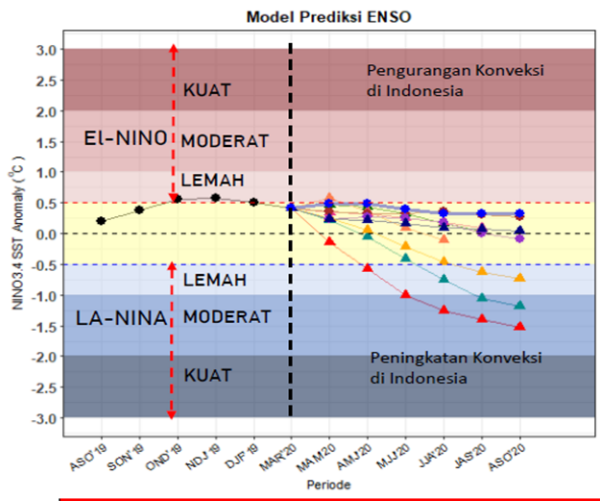 Model Prediksi ENSO
NINO3.4 SST Anomaly (°C)
3.0
2.5
2.0
1.5
1.0
0.5
0.0
-0.5
-1.0
-1.5
-2.0
-2.5
-3.0
Pengurangan Konveksi
di Indonesia
KUAT
El-NINO
MODERAT
LEMAH
LEMAH
LA-NINA
MODERAT
KUAT
Peningkatan Konveksi
di Indonesia
ASO'19
SON'19
OND'19
NDJ'19
DJF'19
MAR'20
MAM'20
AMJ'20
MJJ'20
JJA'20
JAS'20
ASO'20
Periode